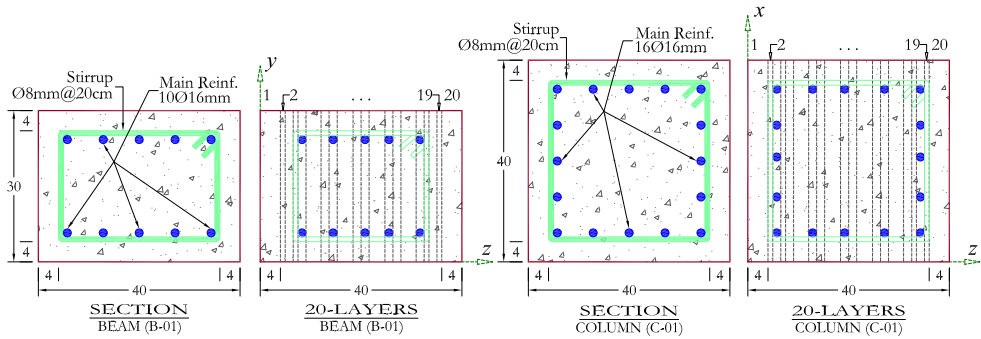 Stirrup
Ø8mm@20cm
Main Reinf.
10Ø16mm
4
30
4
4
4
40
SECTION
BEAM (B-01)
y
1
2
. . .
19
20
z
4
4
40
20-LAYERS
BEAM (B-01)
Stirrup
Ø8mm@20cm
Main Reinf.
16Ø16mm
4
40
4
4
4
40
SECTION
COLUMN (C-01)
x
1
2
. . .
19
20
z
4
4
40
20-LAYERS
COLUMN (C-01)